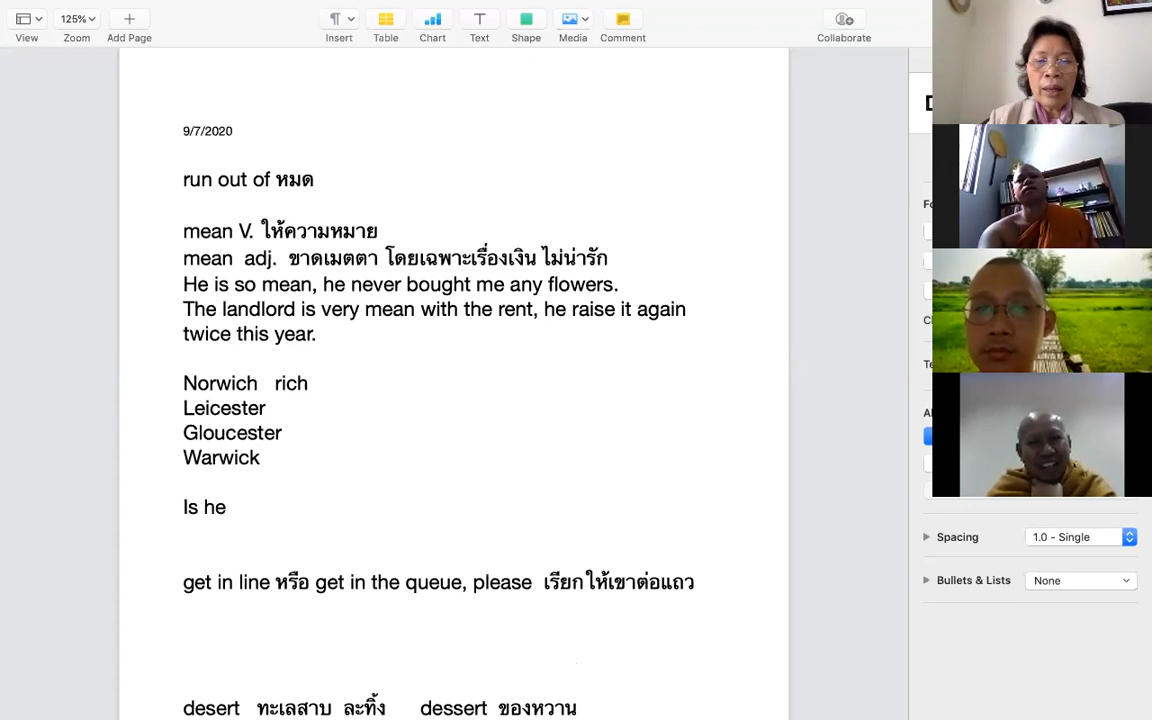 View
125%
Zoom
Add Page
Insert
Table
Chart
Text
Shape
Media
Comment
Collaborate
9/7/2020
run out of หมด
mean V. ให้ความหมาย
mean adj. ขาดเมตตา โดยเฉพาะเรื่องเงิน ไม่น่ารัก
He is so mean, he never bought me any flowers.
The landlord is very mean with the rent, he raise it again
twice this year.
Norwich rich
Leicester
Gloucester
Warwick
Is he
get in line หรือ get in the queue, please เรียกให้เขาต่อแถว
desert ทะเลสาบ ละทิ้ง dessert ของหวาน
Spacing
1.0 - Single
Bullets & Lists
None